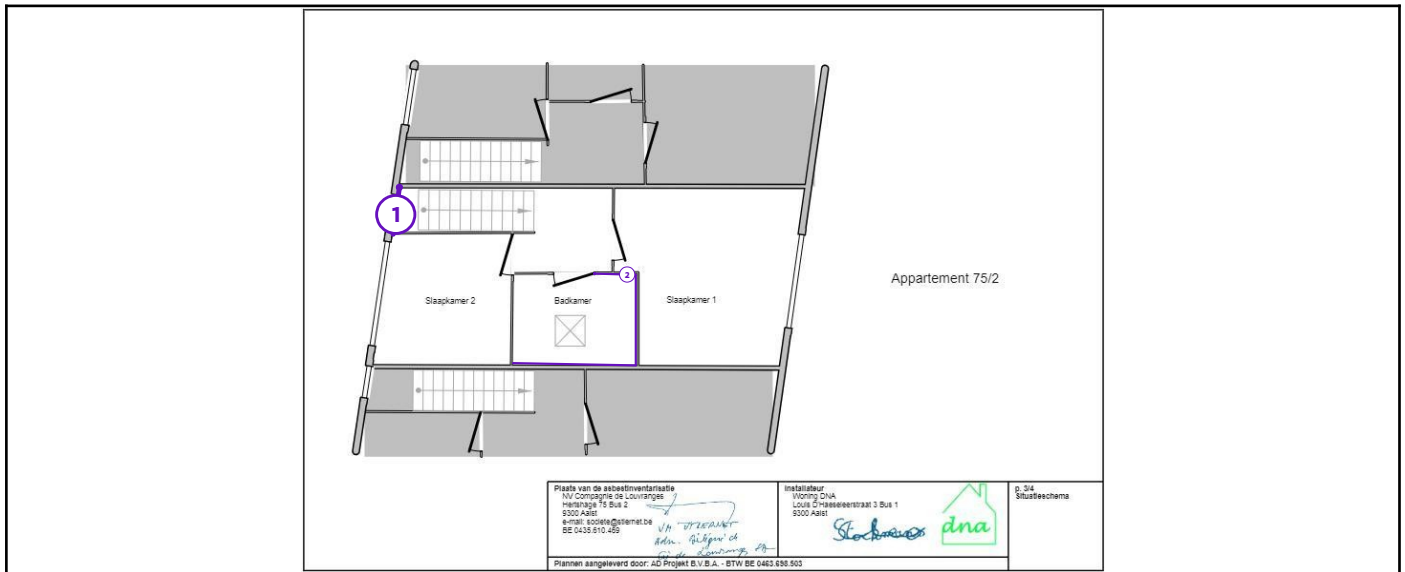 1
2
Slaapkamer 2
Badkamer
Slaapkamer 1
Appartement 75/2
Plaats van de asbestinventarisatie
NV Compagnie de Louvranges
Hertshage 75 Bus 2
9300 Aalst
e-mail: societe@stiernet.be
BE 0435.610.469
Installateur
Woning DNA
Louis D'Haeseleerstraat 3 Bus 1
9300 Aalst
dna
p. 3/4
Situatieschema
Plannen aangeleverd door: AD Projekt B.V.B.A. - BTW BE 0463.698.503